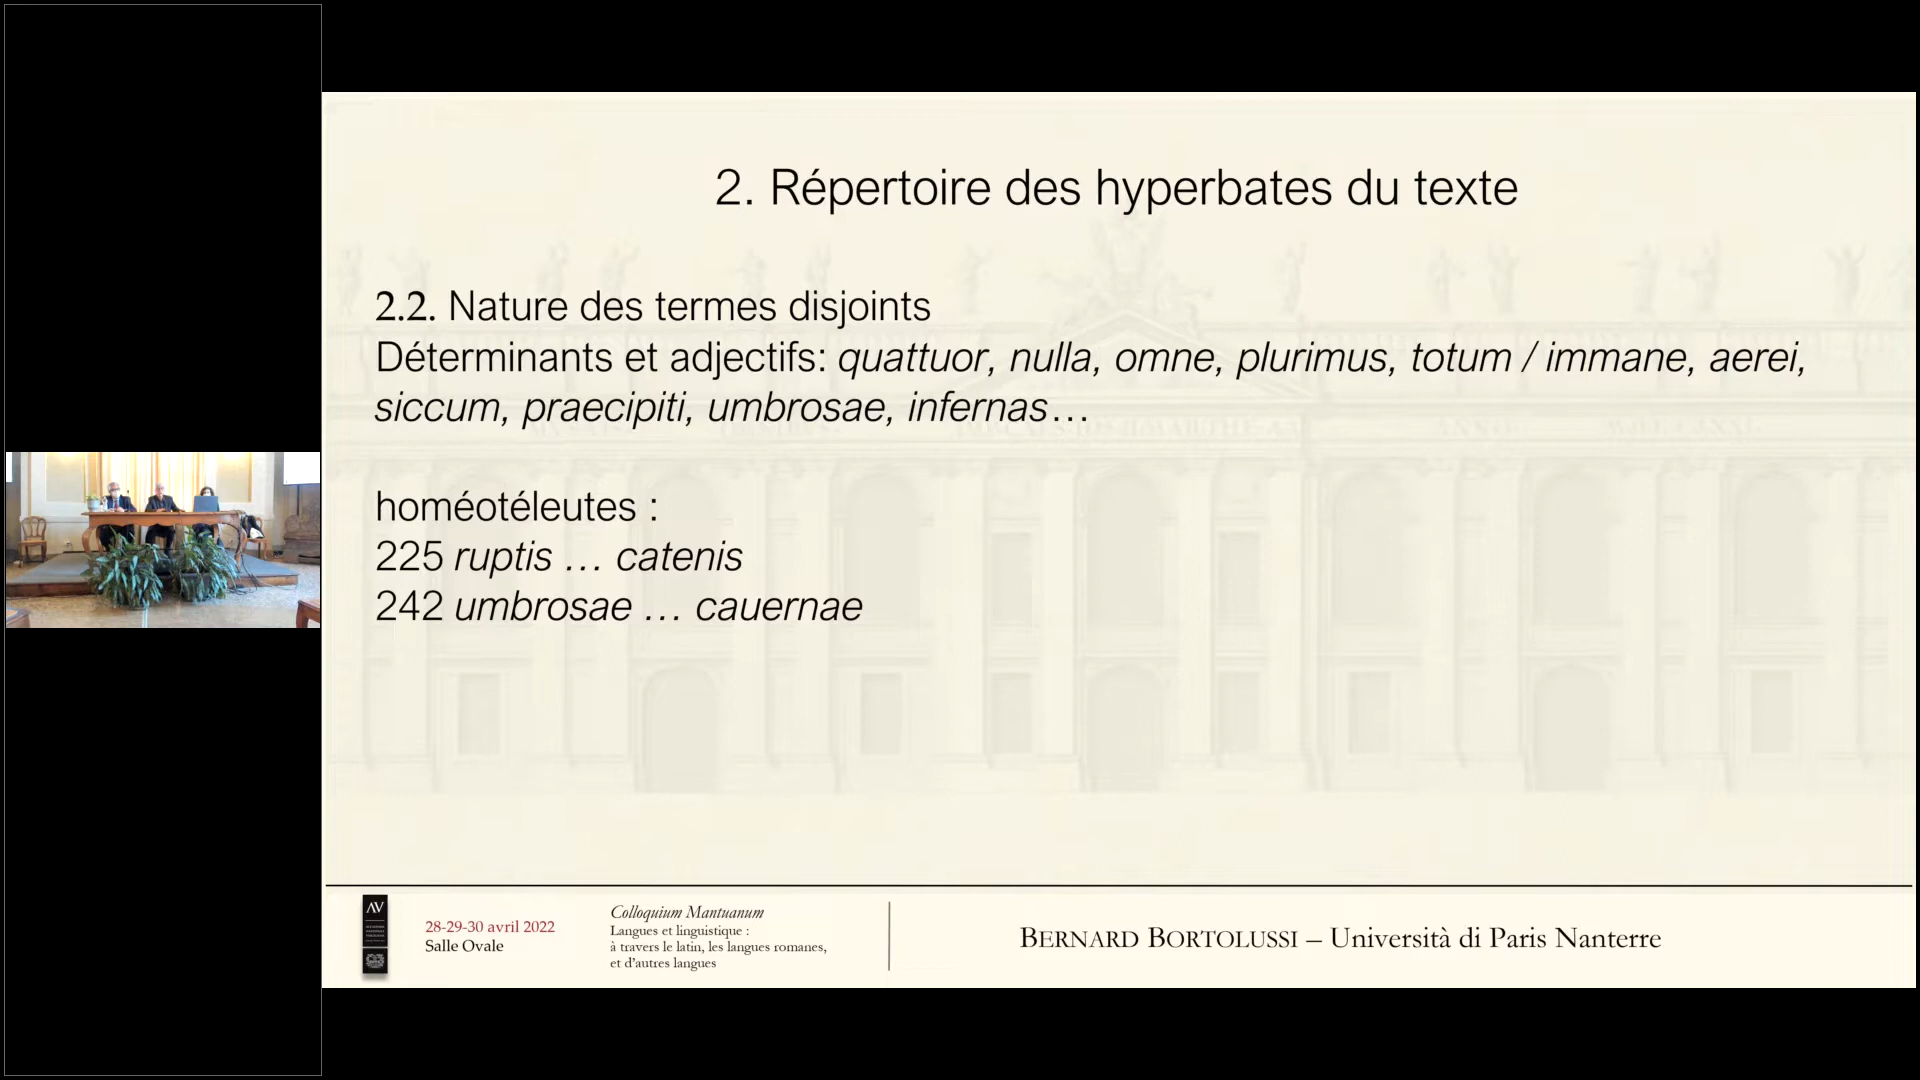 2. Répertoire des hyperbates du texte
2.2. Nature des termes disjoints
Déterminants et adjectifs: quattuor, nulla, omne, plurimus, totum / immane, aerei,
siccum, praecipiti, umbrosae, infernas…
homéotéleutes :
225 ruptis … catenis
242 umbrosae … cauernae
AV
28-29-30 avril 2022
Salle Ovale
Colloquium Mantuanum
Langues et linguistique :
à travers le latin, les langues romanes,
et d'autres langues
BERNARD BORTOLUSSI – Università di Paris Nanterre